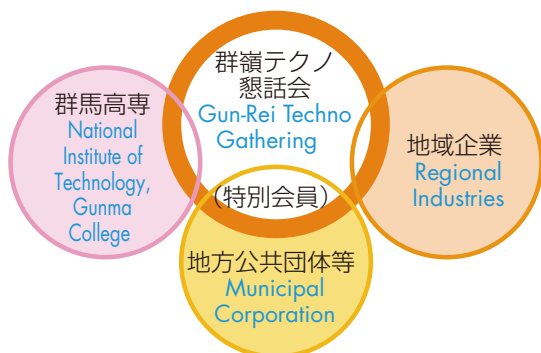 群嶺テクノ
懇話会
Gun-Rei Techno
Gathering
群馬高専
National
Institute of
Technology,
Gunma
College
地域企業
Regional
Industries
(特別会員)
地方公共団体等
Municipal
Corporation